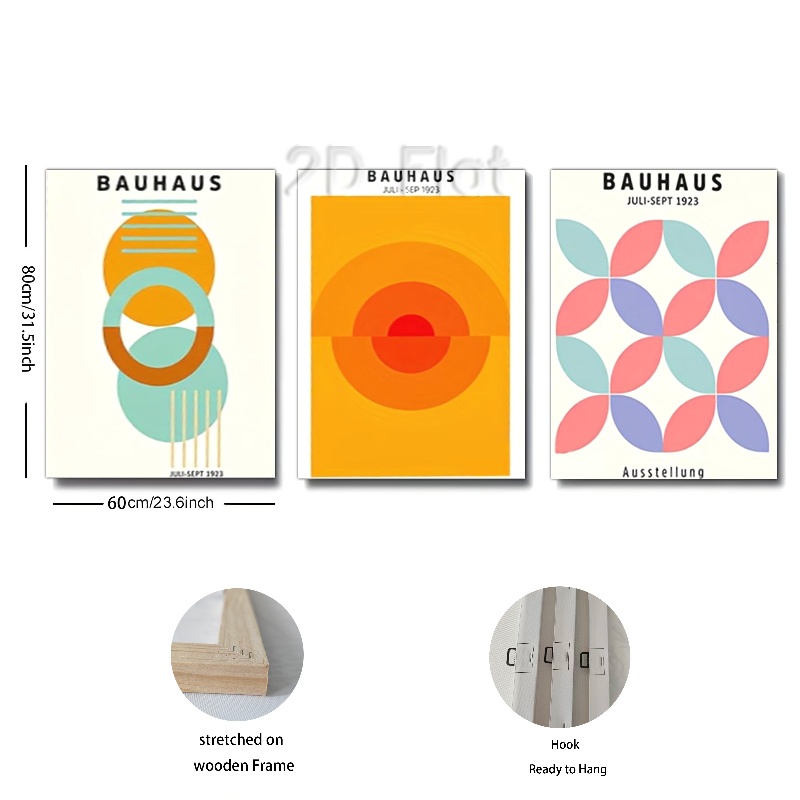 2D Flat
BAUHAUS
JULI-SEPT 1923
BAUHAUS
JULI-SEP 1923
BAUHAUS
JULI-SEPT 1923
Ausstellung
80cm/31.5inch
60cm/23.6inch
stretched on
wooden Frame
Hook
Ready to Hang